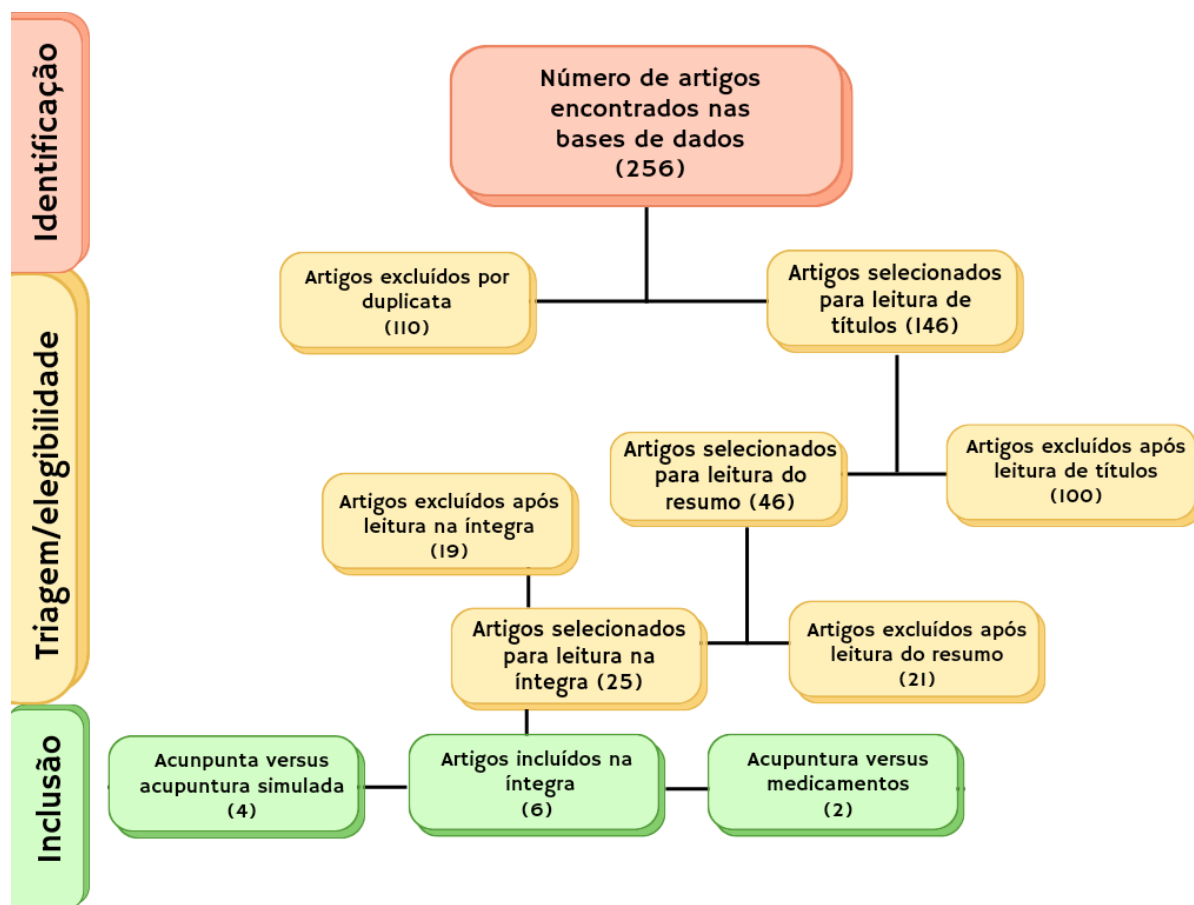 Identificação
Número de artigos
encontrados nas
bases de dados
(256)
Triagem/elegibilidade
Artigos excluídos por
duplicata
(110)
Artigos selecionados
para leitura de
títulos (146)
Artigos selecionados
para leitura do
resumo (46)
Artigos excluídos após
leitura de títulos
(100)
Artigos excluídos após
leitura na íntegra
(19)
Artigos selecionados
para leitura na
íntegra (25)
Artigos excluídos após
leitura do resumo
(21)
Inclusão
Acunpunta versus
acupuntura simulada
(4)
Artigos incluídos na
íntegra
(6)
Acupuntura versus
medicamentos
(2)